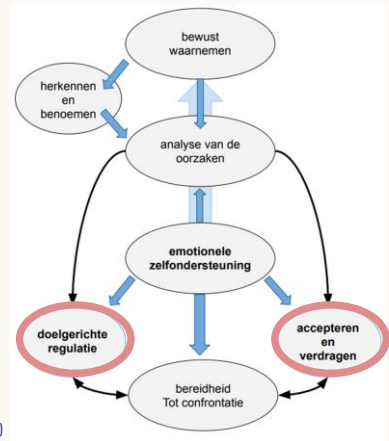 bewust
waarnemen
herkennen
en
benoemen
analyse van de
oorzaken
emotionele
zelfondersteuning
doelgerichte
regulatie
accepteren
en
verdragen
bereidheid
Tot confrontatie
)